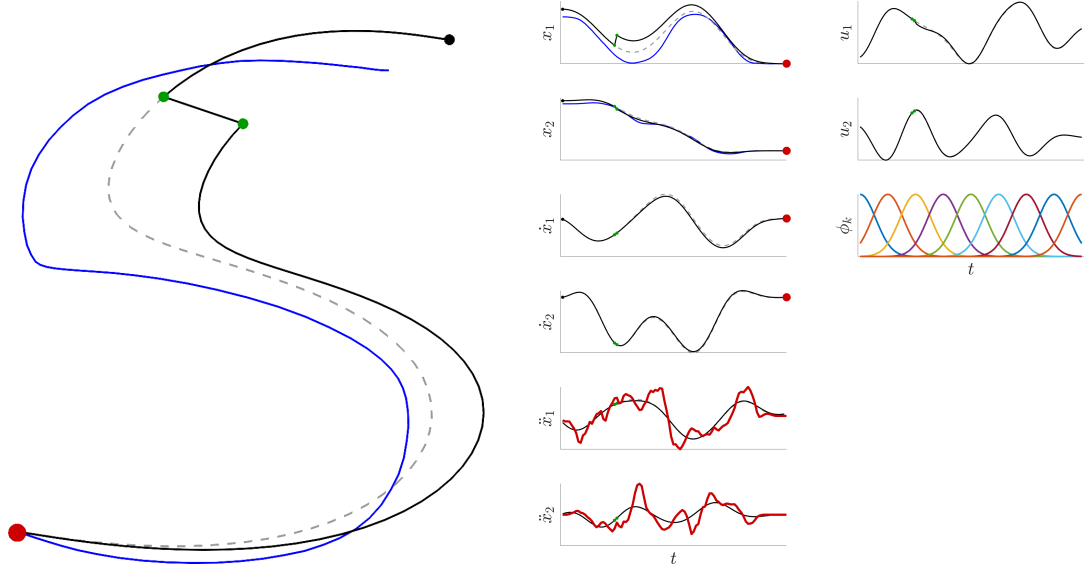 x₁
x₂
ẋ₁
ẋ₂
ẍ₁
ẍ₂
t
u₁
u₂
ϕₖ
t